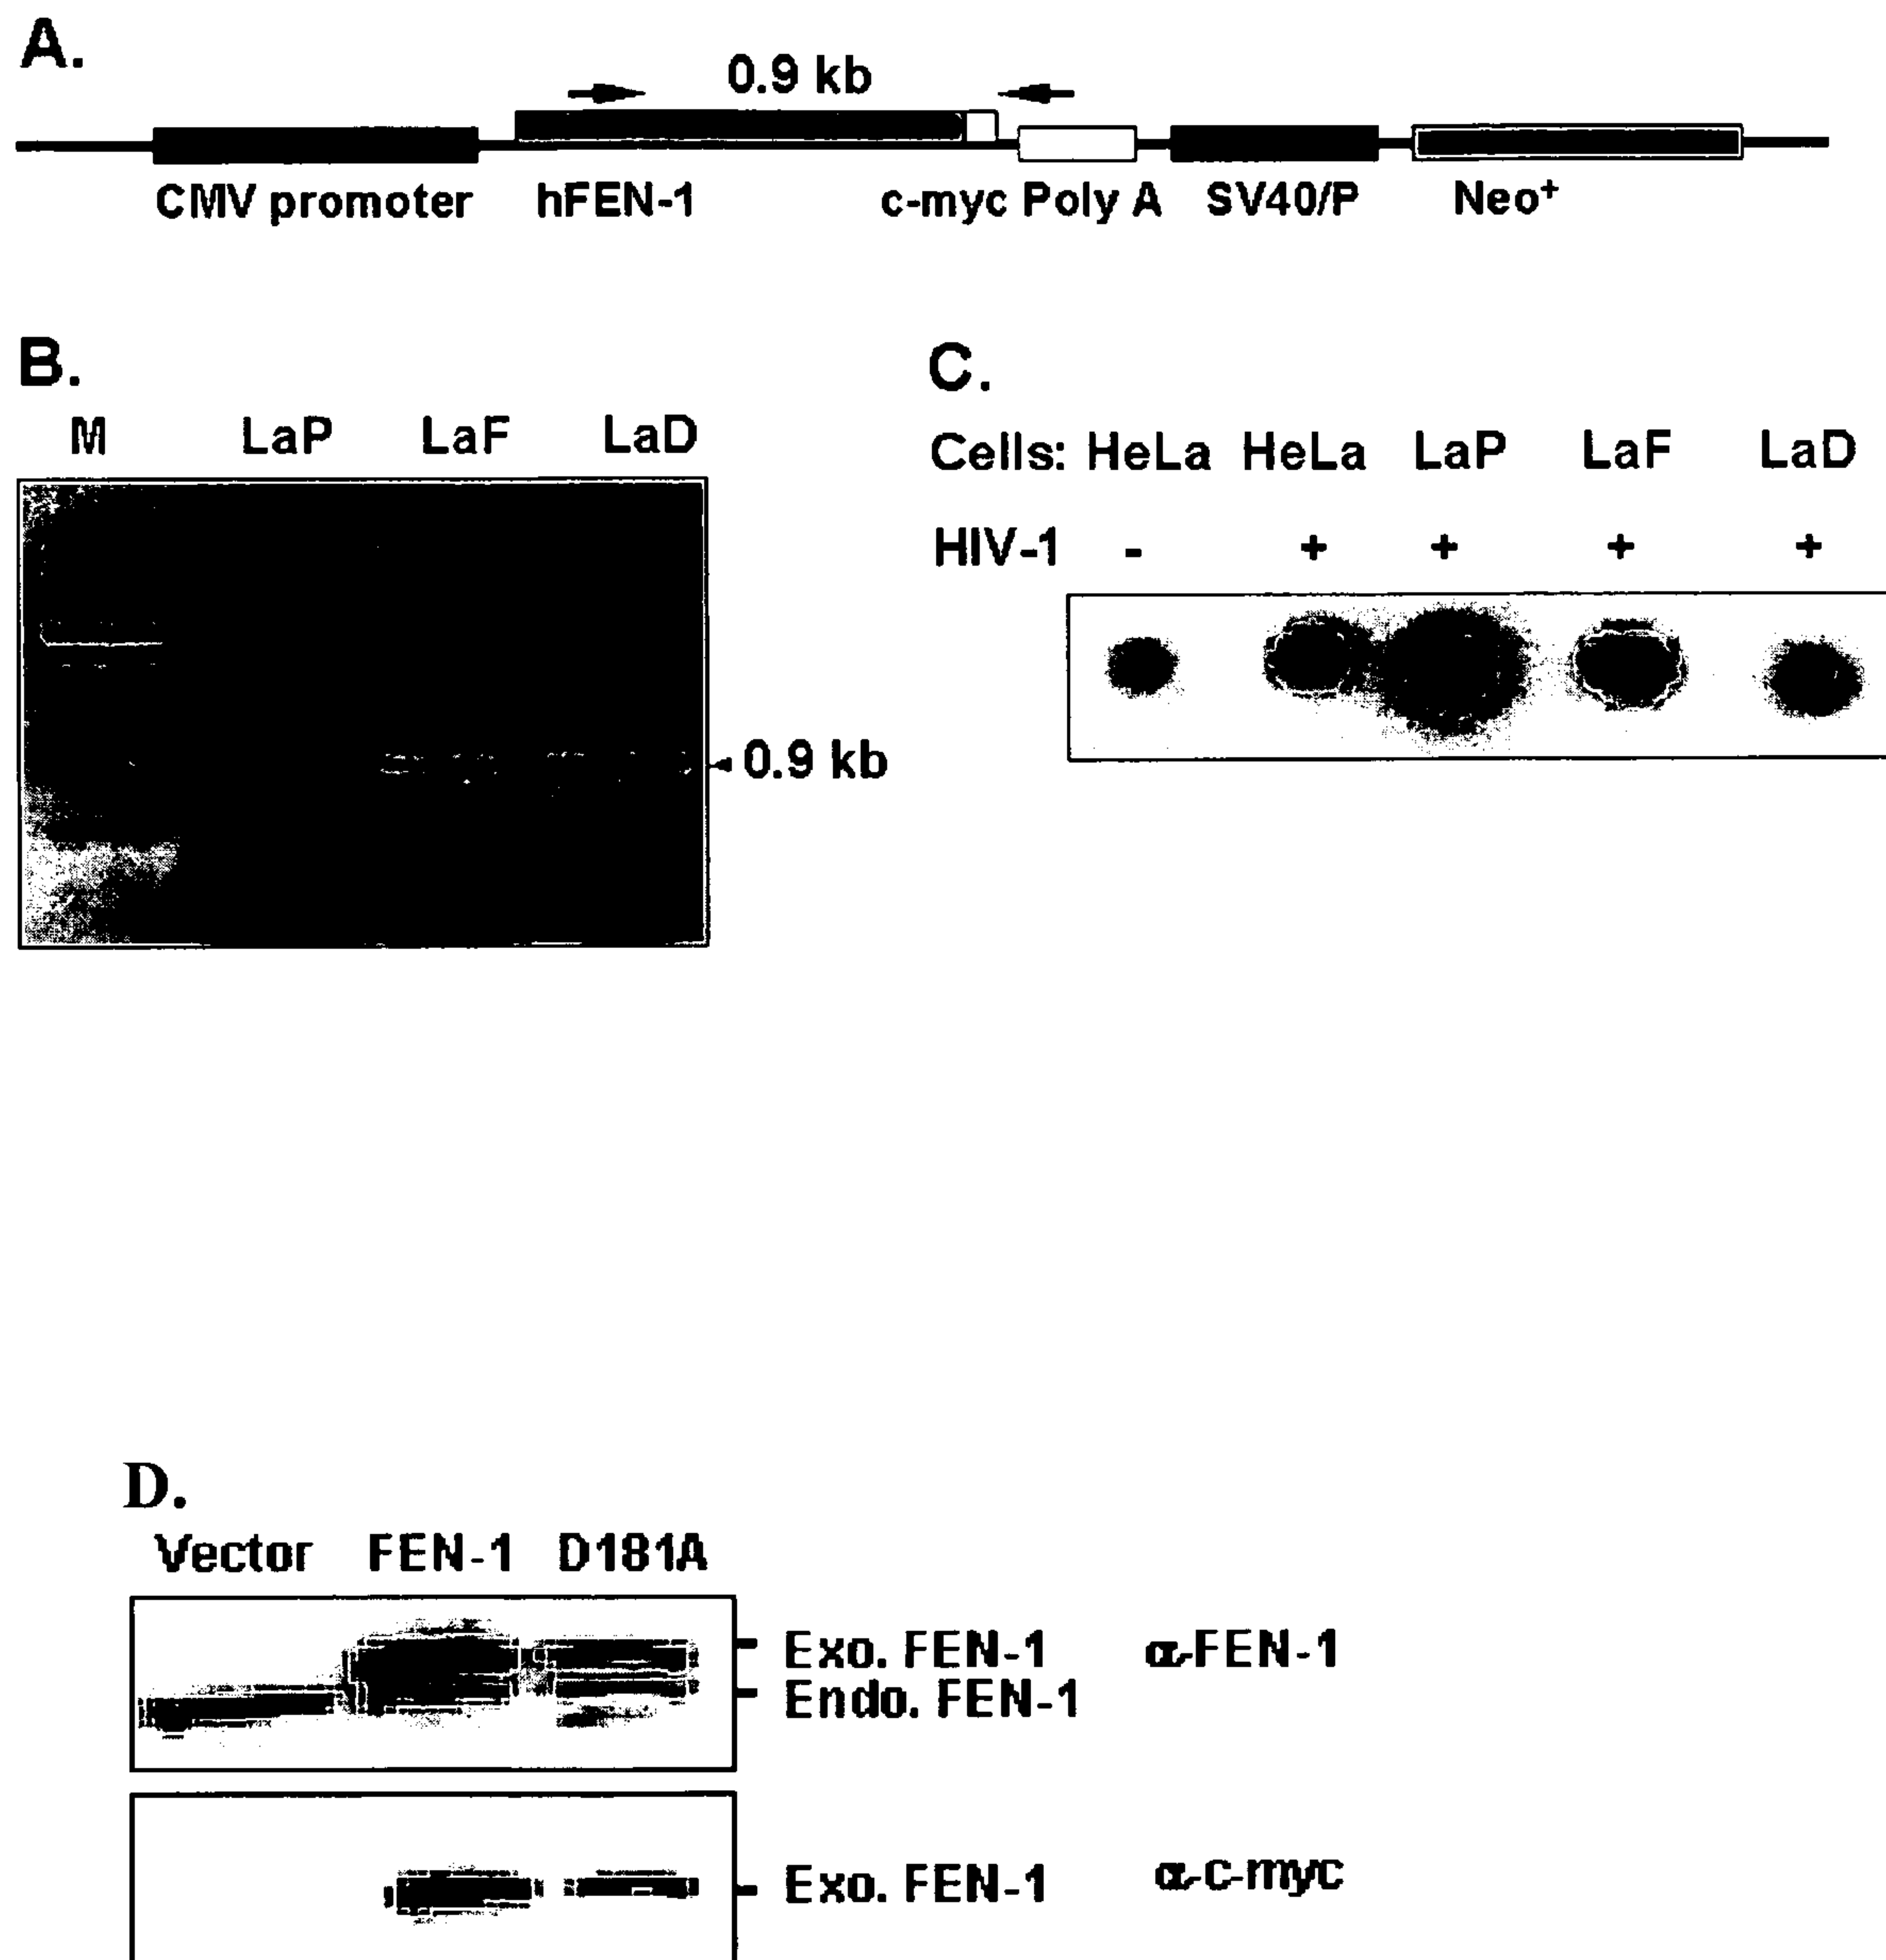 A.
0.9 kb
CMV promoter hFEN-1 c-myc Poly A SV40/P Neo⁺
B.
M LaP LaF LaD
0.9 kb
C.
Cells: HeLa HeLa LaP LaF LaD
HIV-1 - + + + +
D.
Vector FEN-1 D181A
Exo. FEN-1 α-FEN-1
Endo. FEN-1
Exo. FEN-1 α-c-myc